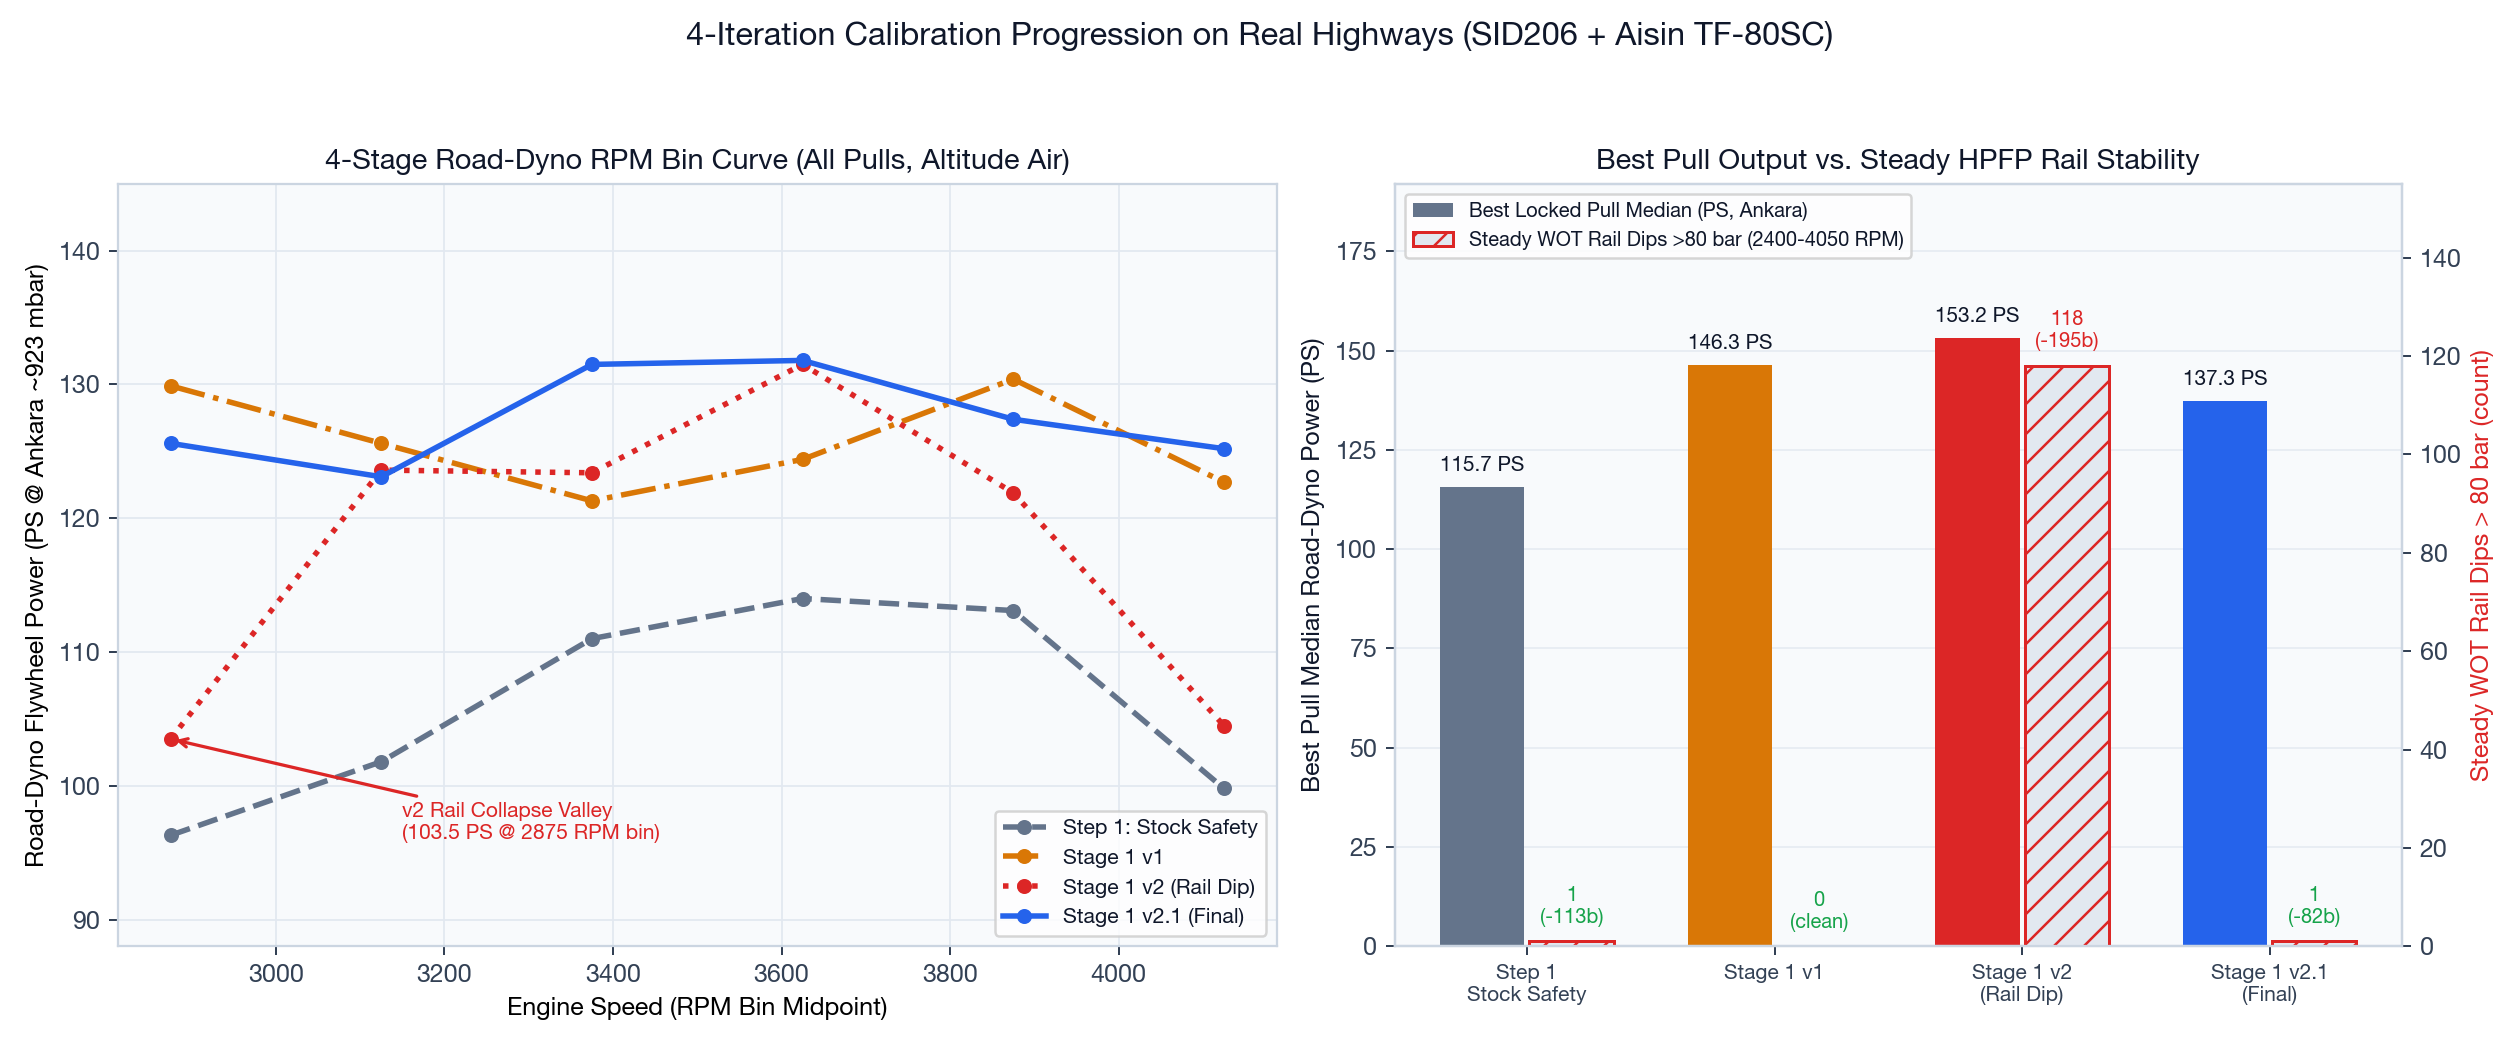 4-Iteration Calibration Progression on Real Highways (SID206 + Aisin TF-80SC)
4-Stage Road-Dyno RPM Bin Curve (All Pulls, Altitude Air)
Road-Dyno Flywheel Power (PS @ Ankara ~923 mbar)
140
130
120
110
100
90
v2 Rail Collapse Valley
(103.5 PS @ 2875 RPM bin)
Step 1: Stock Safety
Stage 1 v1
Stage 1 v2 (Rail Dip)
Stage 1 v2.1 (Final)
3000
3200
3400
3600
3800
4000
Engine Speed (RPM Bin Midpoint)
Best Pull Output vs. Steady HPFP Rail Stability
Best Pull Median Road-Dyno Power (PS)
175
150
125
100
75
50
25
0
Best Locked Pull Median (PS, Ankara)
Steady WOT Rail Dips >80 bar (2400-4050 RPM)
115.7 PS
146.3 PS
153.2 PS
137.3 PS
1
(-113b)
0
(clean)
118
(-195b)
1
(-82b)
Step 1
Stock Safety
Stage 1 v1
Stage 1 v2
(Rail Dip)
Stage 1 v2.1
(Final)
140
120
100
80
60
40
20
0
Steady WOT Rail Dips > 80 bar (count)